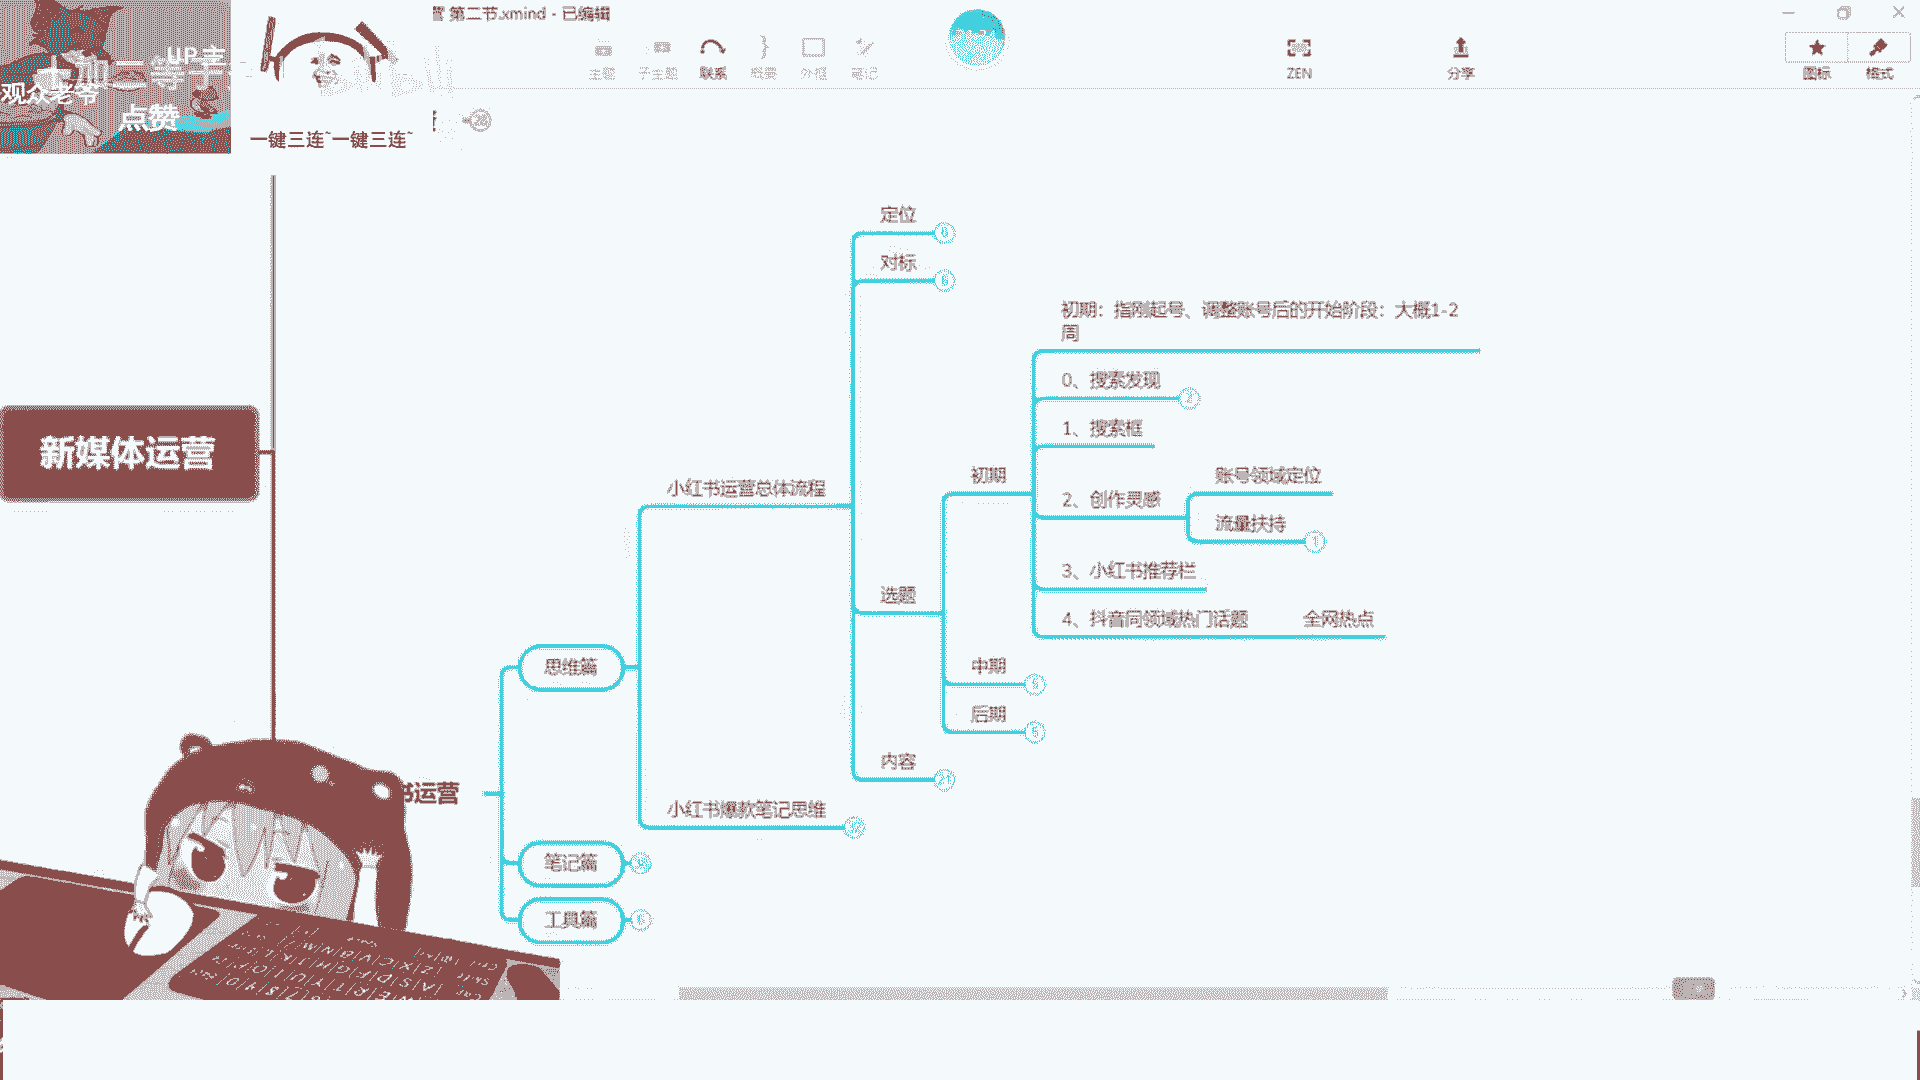 第二节.xmind - 已编辑
UP主
观众老爷
点赞
一键三连~一键三连~
主题
子主题
联系
概要
外框
笔记
ZEN
分享
图标
格式
28
新媒体运营
书运营
思维篇
笔记篇
工具篇
小红书运营总体流程
小红书爆款笔记思维
定位
对标
选题
内容
21
初期
中期
5
后期
初期：指刚起号、调整账号后的开始阶段：大概1-2
周
0、搜索发现
2
1、搜索框
2、创作灵感
账号领域定位
流量扶持
1
3、小红书推荐栏
4、抖音同领域热门话题 全网热点